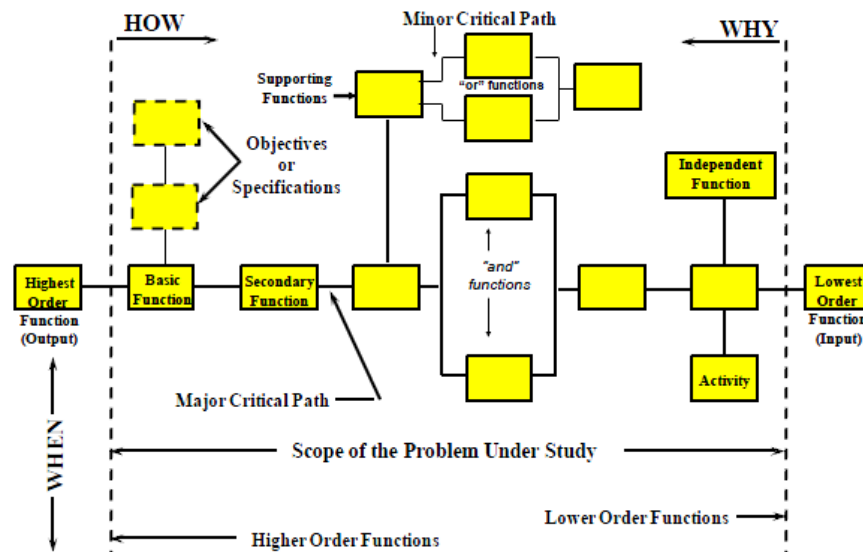 HOW
WHY
Minor Critical Path
Supporting
Functions
"or" functions
Objectives
or
Specifications
Independent
Function
"and"
functions
Highest
Order
Function
(Output)
Basic
Function
Secondary
Function
Lowest
Order
Function
(Input)
Major Critical Path
Activity
WHEN
Scope of the Problem Under Study
Lower Order Functions
Higher Order Functions